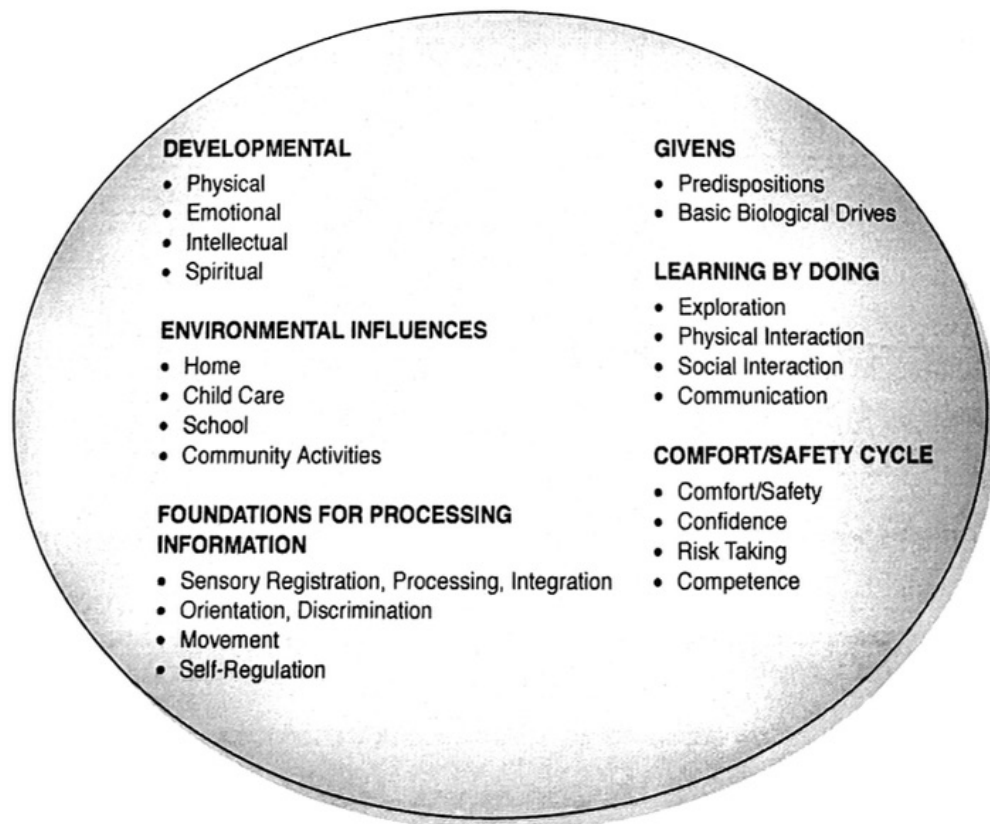 DEVELOPMENTAL
• Physical
• Emotional
• Intellectual
• Spiritual
ENVIRONMENTAL INFLUENCES
• Home
• Child Care
• School
• Community Activities
FOUNDATIONS FOR PROCESSING
INFORMATION
• Sensory Registration, Processing, Integration
• Orientation, Discrimination
• Movement
• Self-Regulation
GIVENS
• Predispositions
• Basic Biological Drives
LEARNING BY DOING
• Exploration
• Physical Interaction
• Social Interaction
• Communication
COMFORT/SAFETY CYCLE
• Comfort/Safety
• Confidence
• Risk Taking
• Competence